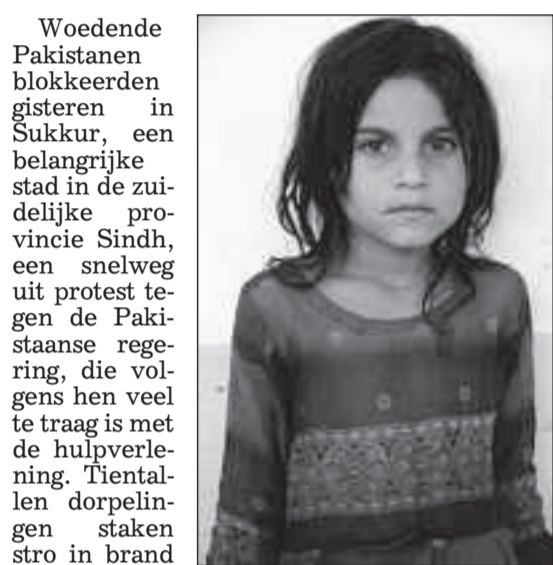 Woedende
Pakistanen
blokkeerden
gisteren in
Sukkur, een
belangrijke
stad in de zui-
delijke pro-
vincie Sindh,
een snelweg
uit protest te-
gen de Paki-
staanse rege-
ring, die vol-
gens hen veel
te traag is met
de hulpverle-
ning. Tiental-
len dorpelin-
gen staken
stro in brand